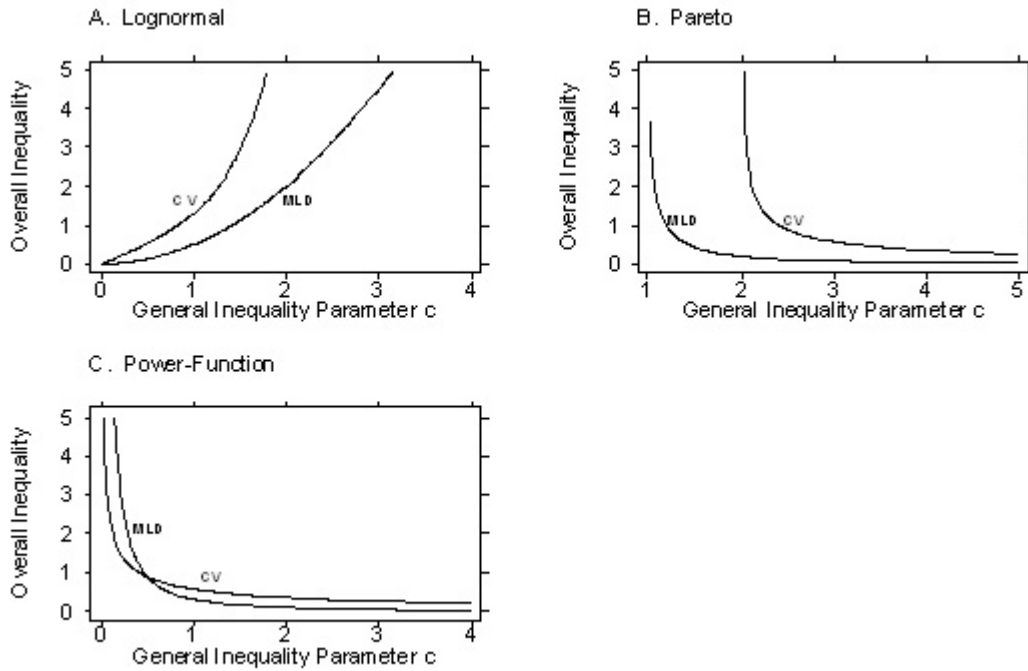 A. Lognormal
5
4
3
2
1
0
Overall Inequality
CV
MLD
0 1 2 3 4
General Inequality Parameter c
B. Pareto
5
4
3
2
1
0
Overall Inequality
MLD
CV
1 2 3 4 5
General Inequality Parameter c
C. Power-Function
5
4
3
2
1
0
Overall Inequality
MLD
CV
0 1 2 3 4
General Inequality Parameter c